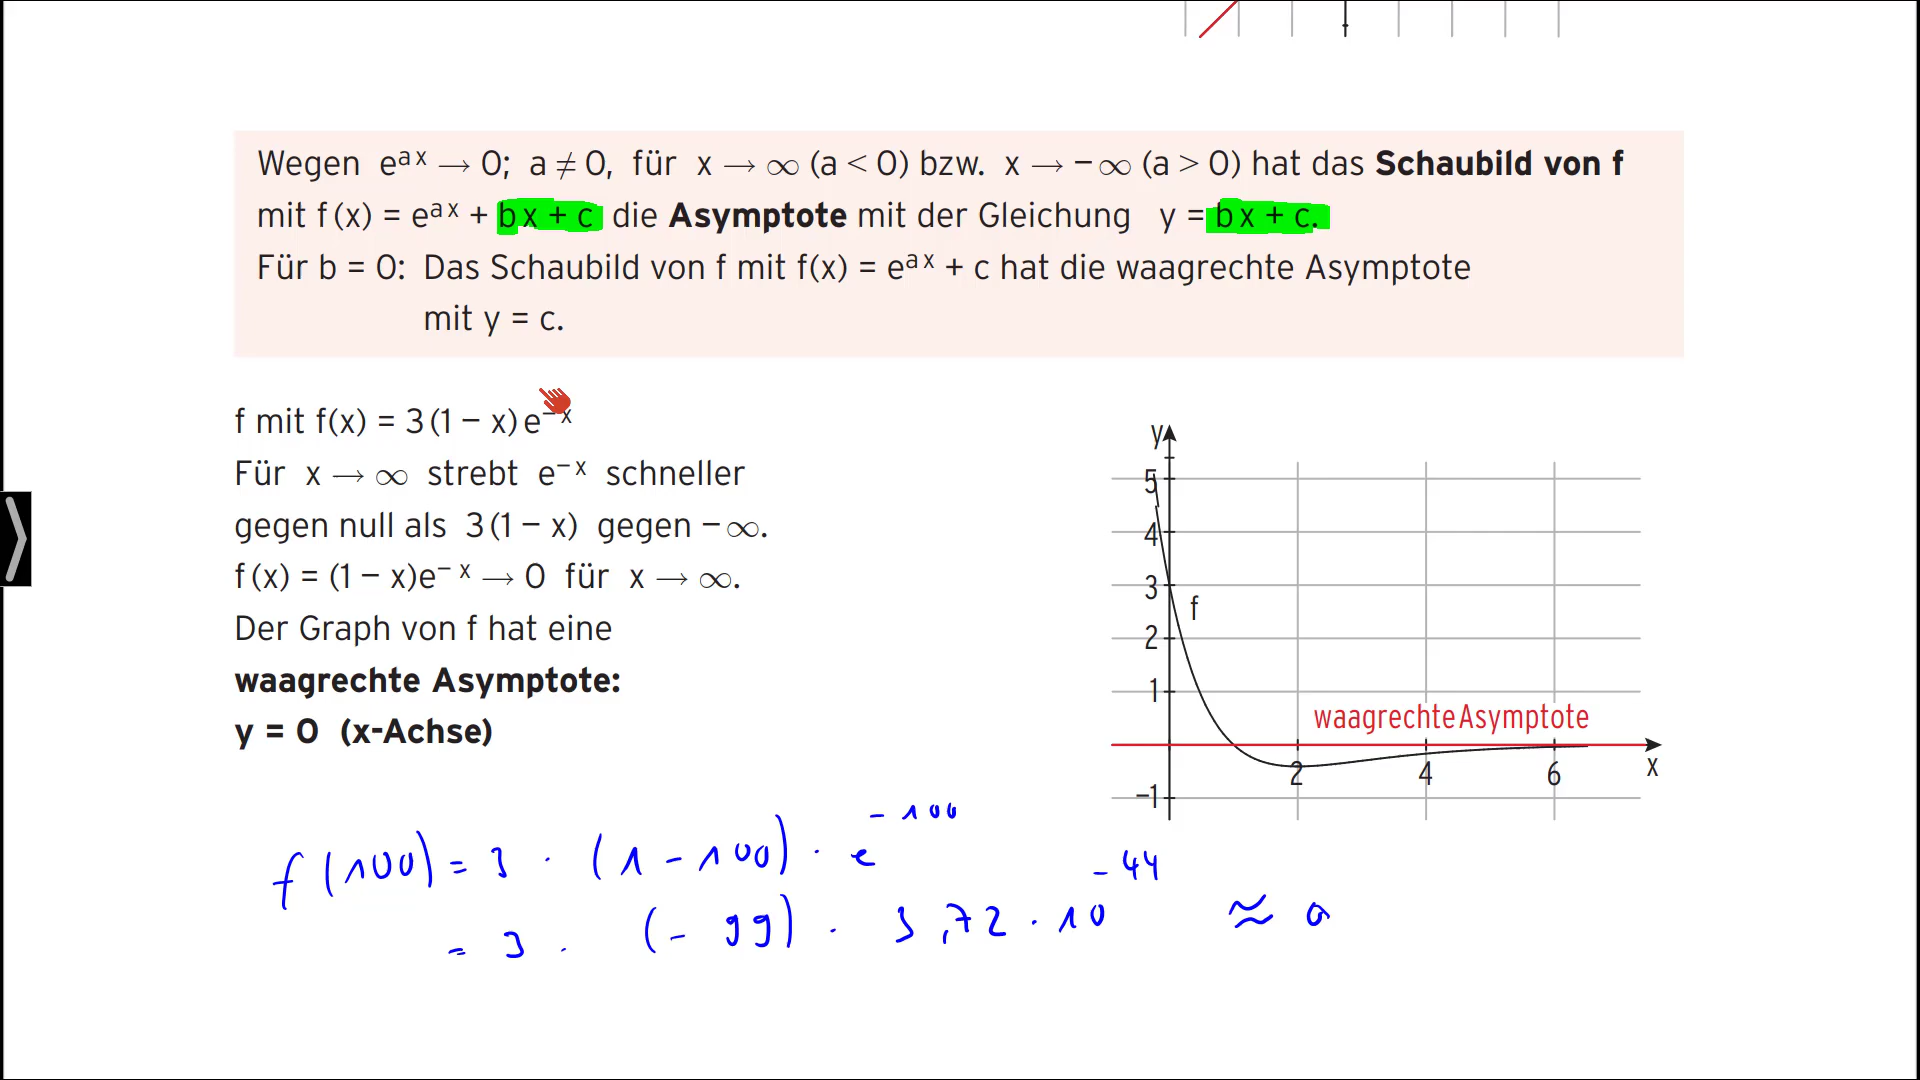 Wegen e^{ax} → 0; a ≠ 0, für x → ∞ (a < 0) bzw. x → −∞ (a > 0) hat das Schaubild von f
mit f(x) = e^{ax} + bx + c die Asymptote mit der Gleichung y = bx + c.
Für b = 0: Das Schaubild von f mit f(x) = e^{ax} + c hat die waagrechte Asymptote
mit y = c.
f mit f(x) = 3(1 − x)e^{−x}
Für x → ∞ strebt e^{−x} schneller
gegen null als 3(1 − x) gegen −∞.
f(x) = (1 − x)e^{−x} → 0 für x → ∞.
Der Graph von f hat eine
waagrechte Asymptote:
y = 0 (x-Achse)
y
5
4
3
f
2
1
waagrechte Asymptote
2 4 6 x
−1
f(100) = 3 · (1 − 100) · e^{−100}
= 3 · (−99) · 3,72 · 10^{−44} ≈ 0